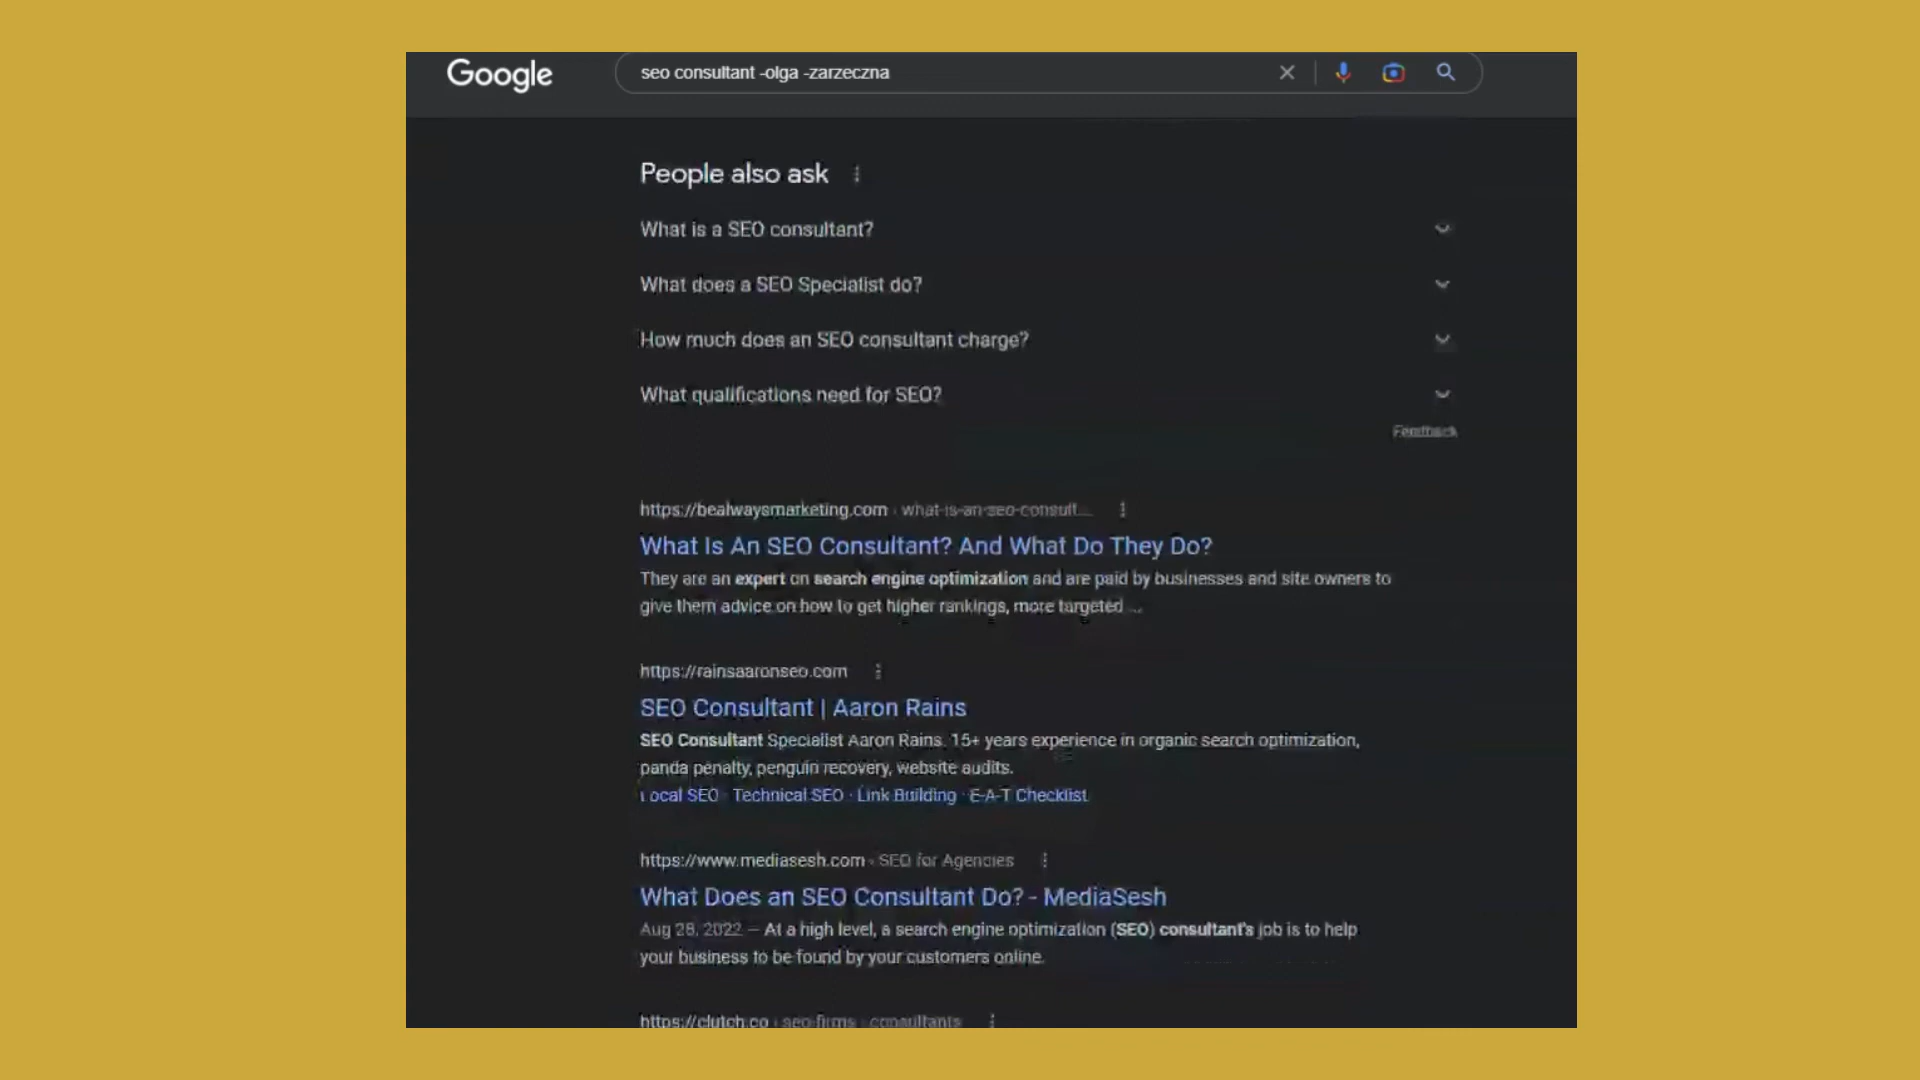 Google
seo consultant -olga -zarzeczna
People also ask
What is a SEO consultant?
What does a SEO Specialist do?
How much does an SEO consultant charge?
What qualifications need for SEO?
Feedback
https://bealwaysmarketing.com › what-is-an-seo-consult...
What Is An SEO Consultant? And What Do They Do?
They are an expert on search engine optimization and are paid by businesses and site owners to
give them advice on how to get higher rankings, more targeted ...
https://rainsaaronseo.com
SEO Consultant | Aaron Rains
SEO Consultant Specialist Aaron Rains. 15+ years experience in organic search optimization,
panda penalty, penguin recovery, website audits.
Local SEO · Technical SEO · Link Building · E-A-T Checklist
https://www.mediasesh.com › SEO for Agencies
What Does an SEO Consultant Do? - MediaSesh
Aug 28, 2022 — At a high level, a search engine optimization (SEO) consultant's job is to help
your business to be found by your customers online.
https://clutch.co › seo-firms › consultants